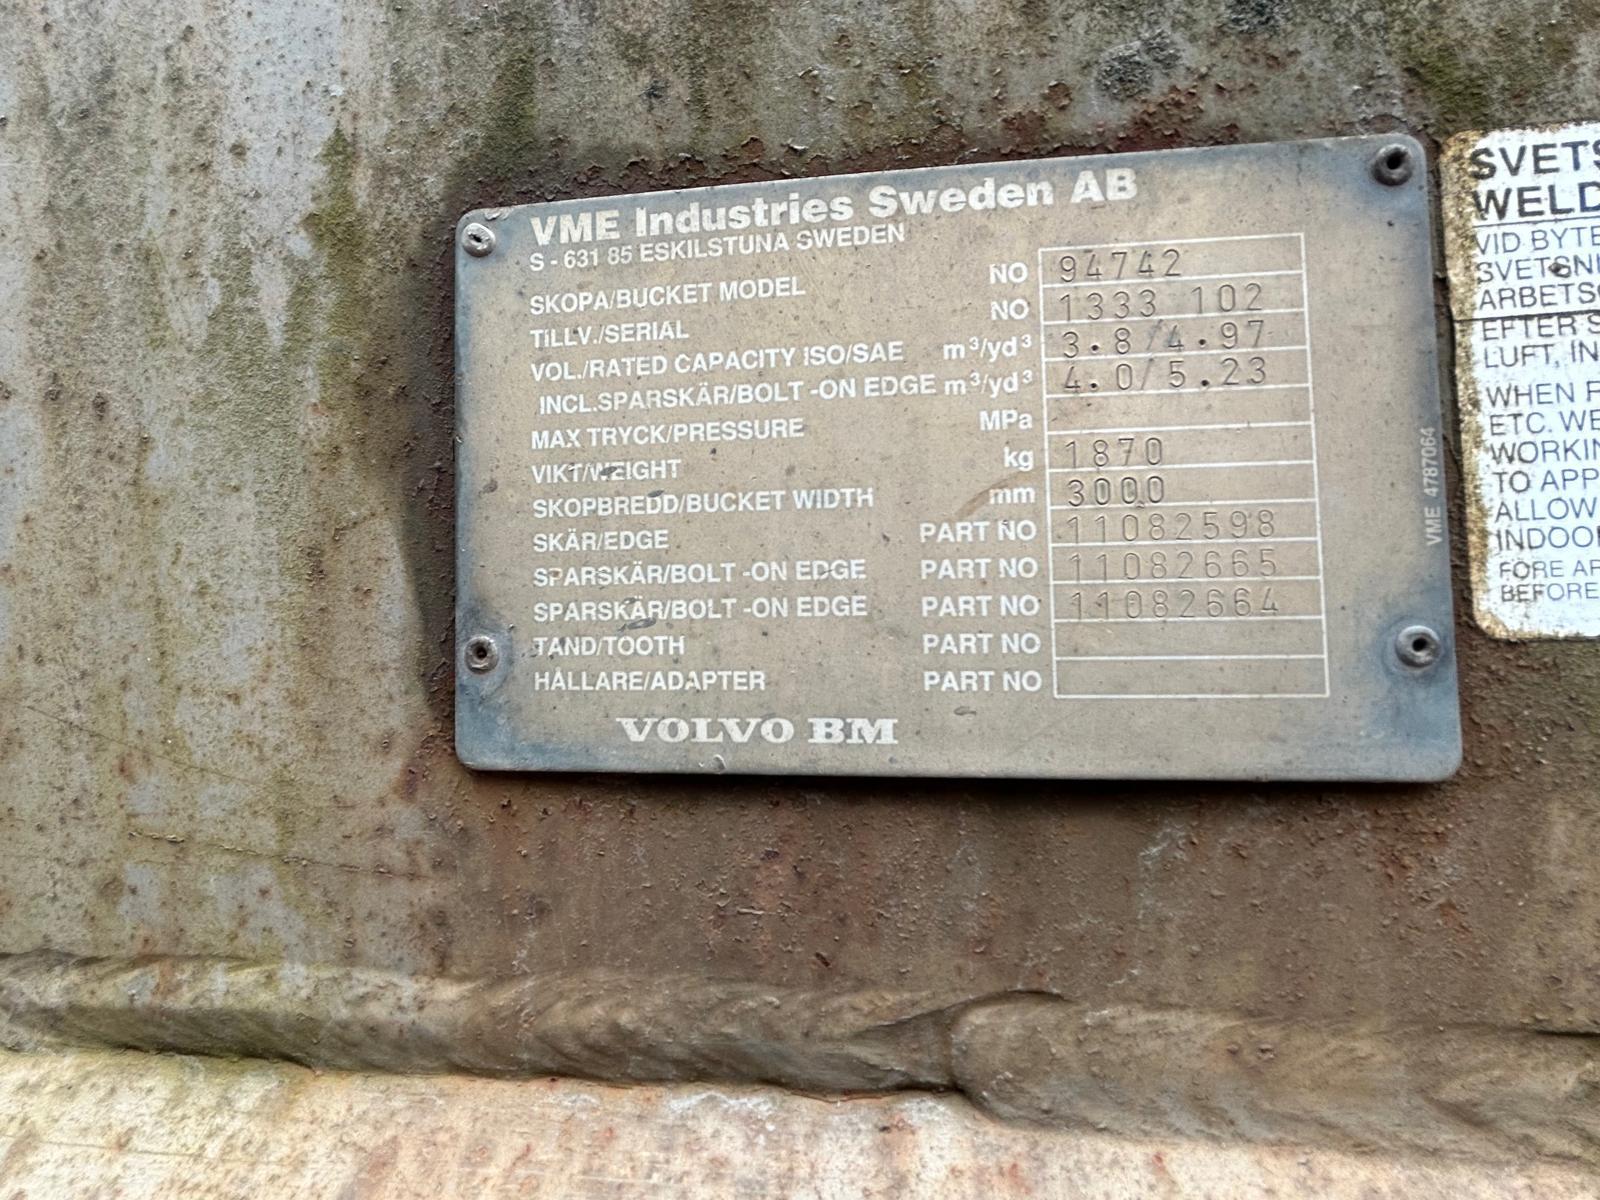 VME Industries Sweden AB
S - 631 85 ESKILSTUNA SWEDEN
SKOPA/BUCKET MODEL NO 94742
TILLV./SERIAL NO 1333 102
VOL./RATED CAPACITY ISO/SAE m³/yd³ 3.8/4.97
INCL.SPARSKÄR/BOLT -ON EDGE m³/yd³ 4.0/5.23
MAX TRYCK/PRESSURE MPa
VIKT/WEIGHT kg 1870
SKOPBREDD/BUCKET WIDTH mm 3000
SKÄR/EDGE PART NO 11082598
SPARSKÄR/BOLT -ON EDGE PART NO 11082665
SPARSKÄR/BOLT -ON EDGE PART NO 11082664
TAND/TOOTH PART NO
HÅLLARE/ADAPTER PART NO
VOLVO BM
VME 4787064
SVETS
WELD
VID BYTE
SVETSNI
ARBETS
EFTER S
LUFT, IN
WHEN
ETC. WE
WORKIN
TO APP
ALLOW
INDOO
FÖRE AR
BEFORE